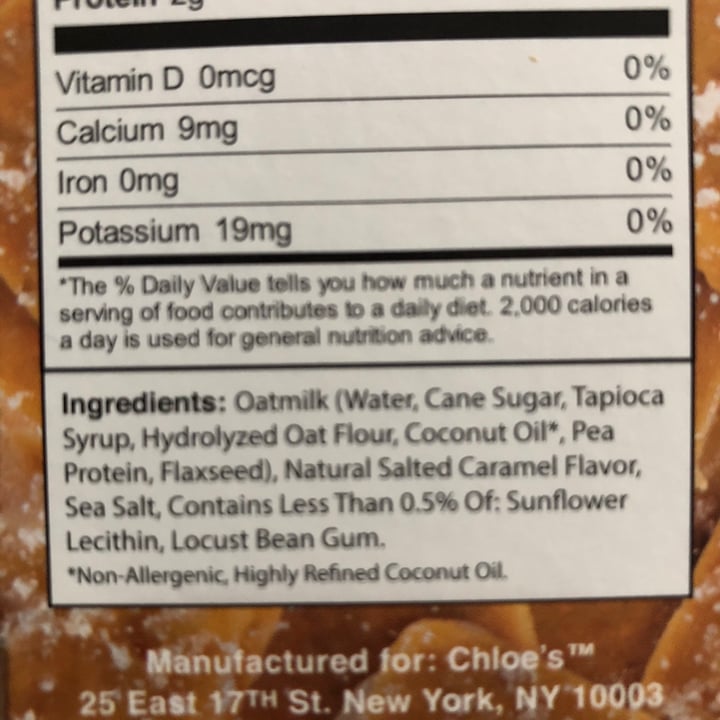 Protein 2g
Vitamin D 0mcg 0%
Calcium 9mg 0%
Iron 0mg 0%
Potassium 19mg 0%
*The % Daily Value tells you how much a nutrient in a
serving of food contributes to a daily diet. 2,000 calories
a day is used for general nutrition advice.
Ingredients: Oatmilk (Water, Cane Sugar, Tapioca
Syrup, Hydrolyzed Oat Flour, Coconut Oil*, Pea
Protein, Flaxseed), Natural Salted Caramel Flavor,
Sea Salt, Contains Less Than 0.5% Of: Sunflower
Lecithin, Locust Bean Gum.
*Non-Allergenic, Highly Refined Coconut Oil.
Manufactured for: Chloe's™
25 East 17TH St. New York, NY 10003